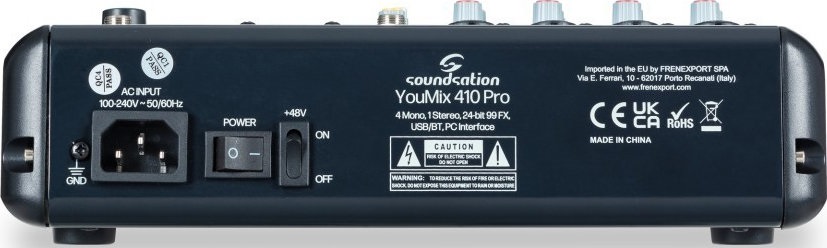 QC4
PASS
QC1
PASS
AC INPUT
100-240V~50/60Hz
GND
POWER
+48V
ON
OFF
soundsation
YouMix 410 Pro
4 Mono, 1 Stereo, 24-bit 99 FX,
USB/BT, PC Interface
CAUTION
RISK OF ELECTRIC SHOCK
DO NOT OPEN
WARNING: TO REDUCE THE FIRE OR ELECTRIC
SHOCK. DO NOT EXPOSE THIS EQUIPMENT TO RAIN OR MOISTURE
Imported in the EU by FRENEXPORT SPA
Via E. Ferrari, 10 - 62017 Porto Recanati (Italy)
www.frenexport.com
CE UK CA RoHS
MADE IN CHINA